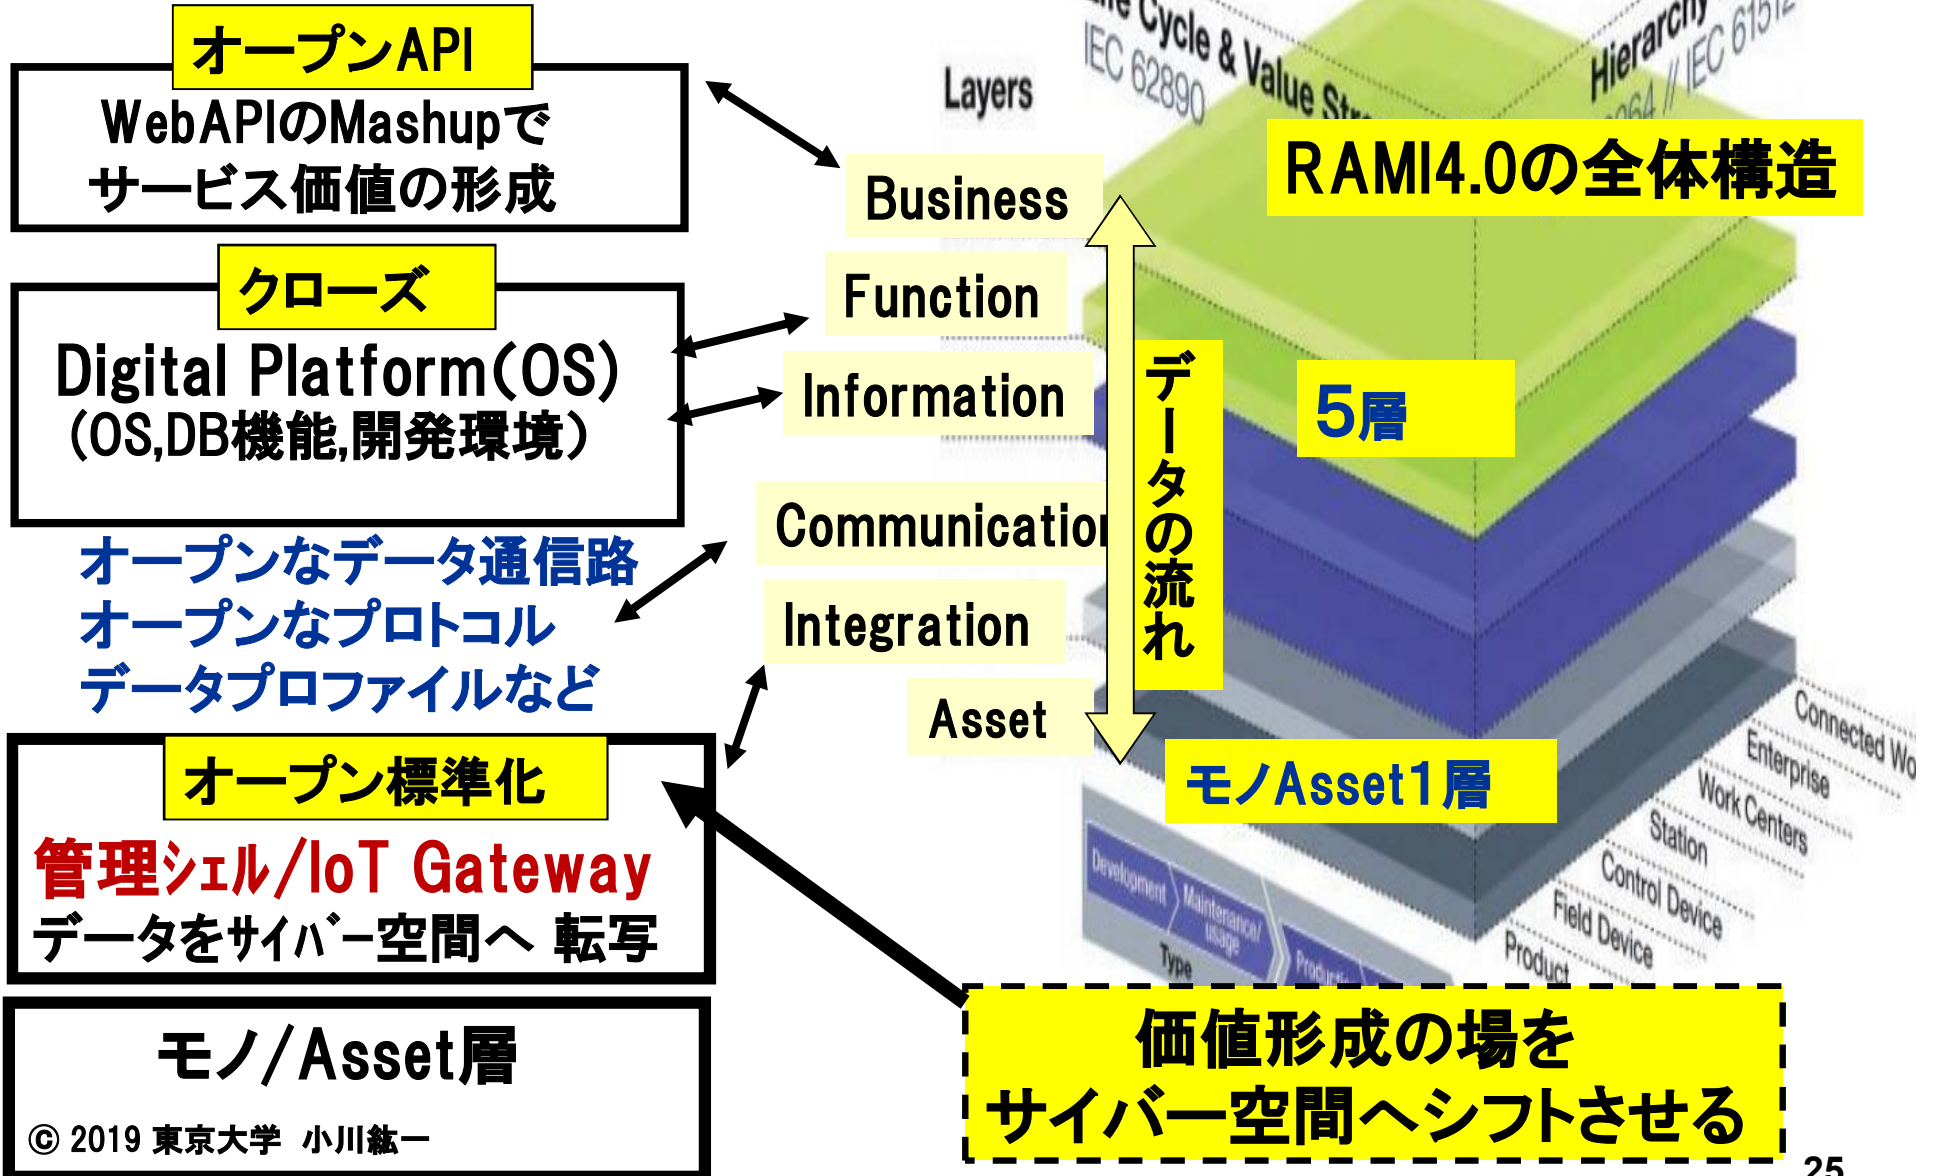 オープンAPI
WebAPIのMashupで
サービス価値の形成
クローズ
Digital Platform(OS)
(OS,DB機能,開発環境)
オープンなデータ通信路
オープンなプロトコル
データプロファイルなど
オープン標準化
管理シェル/IoT Gateway
データをサイバー空間へ 転写
モノ/Asset層
© 2019 東京大学 小川紘一
Layers
Business
Function
Information
Communication
Integration
Asset
データの流れ
Cycle & Value
IEC 62890
Hierarchy
// IEC 61512
RAMI4.0の全体構造
5層
モノAsset1層
Connected Wo
Enterprise
Work Centers
Station
Control Device
Field Device
Product
Development
Maintenance/
usage
Type
価値形成の場を
サイバー空間へシフトさせる
25